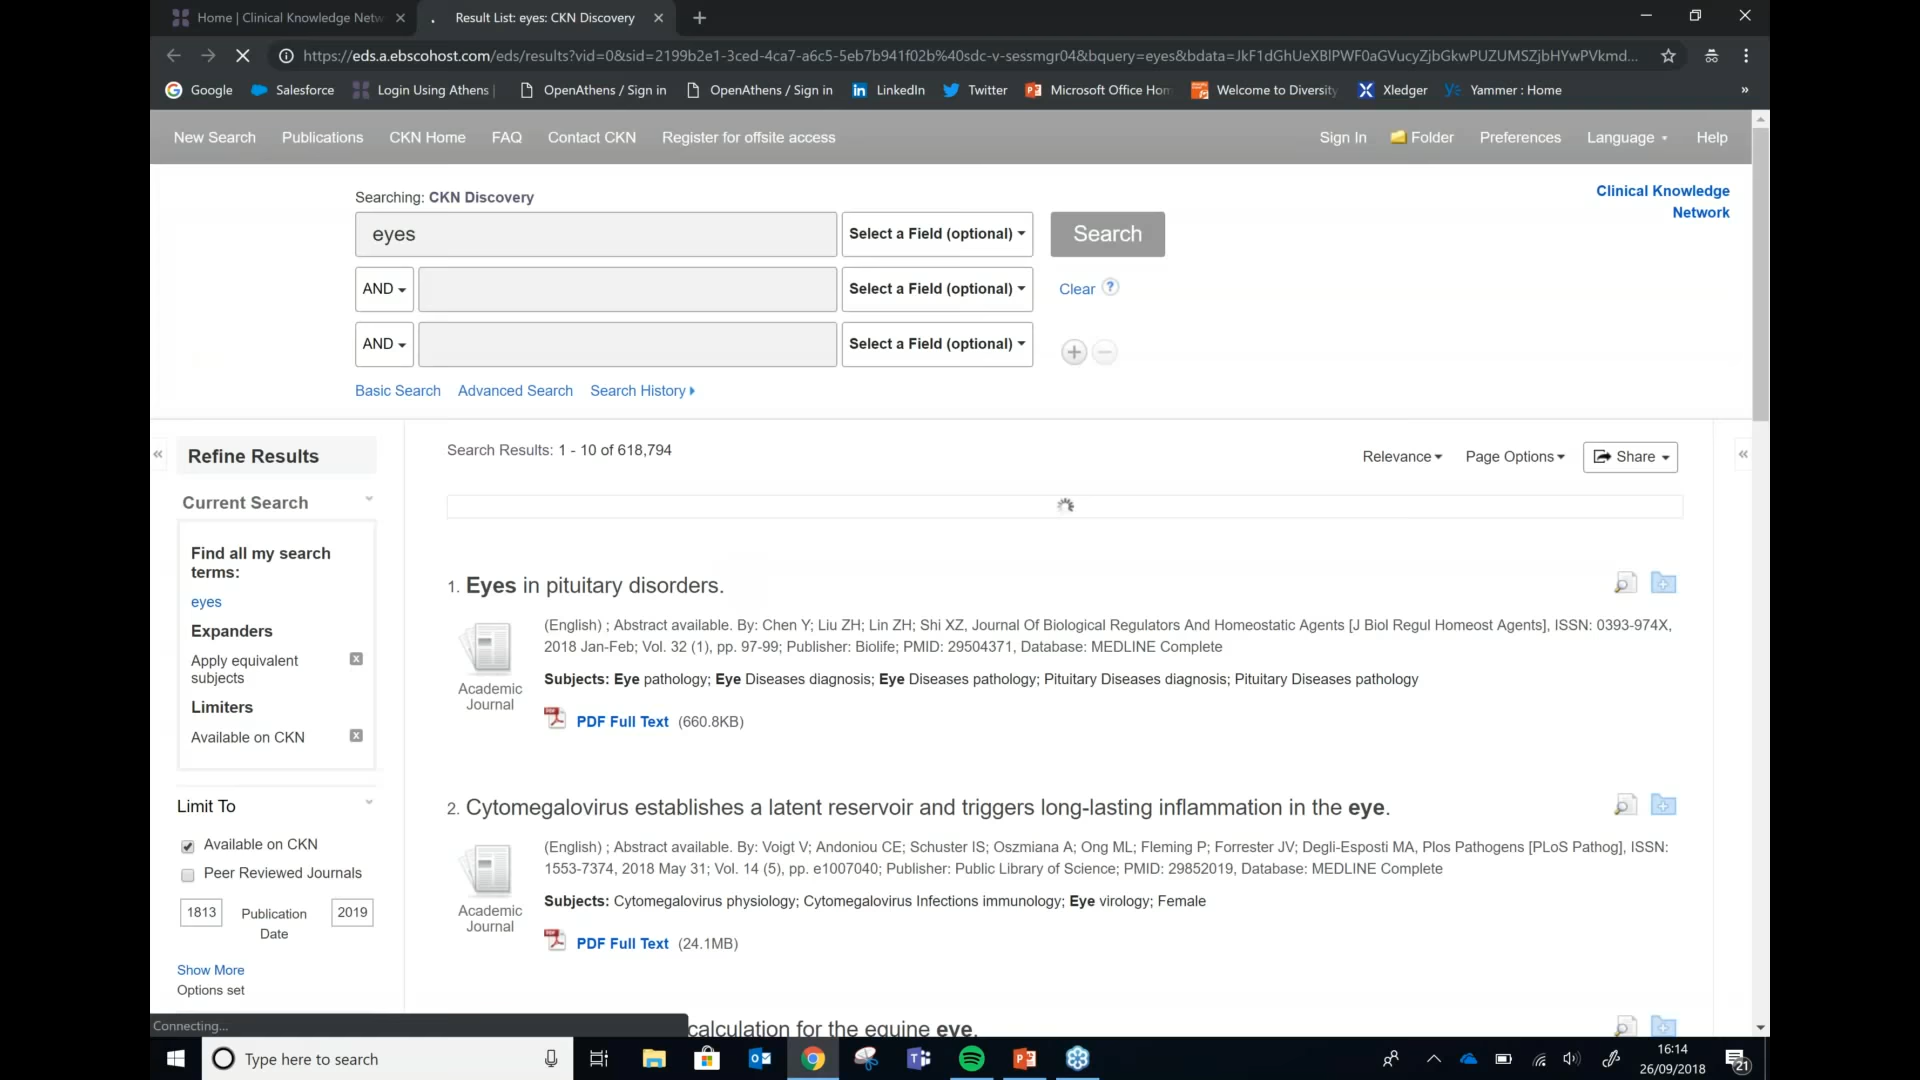 Home | Clinical Knowledge Netw
Result List: eyes: CKN Discovery
https://eds.a.ebscohost.com/eds/results?vid=0&sid=2199b2e1-3ced-4ca7-a6c5-5eb7b941f02b%40sdc-v-sessmgr04&bquery=eyes&bdata=JkF1dGhUeXBlPWF0aGVucyZjbGkwPUZUMSZjbHYwPVkmd...
Google Salesforce Login Using Athens | OpenAthens / Sign in OpenAthens / Sign in LinkedIn Twitter Microsoft Office Hom Welcome to Diversity Xledger Yammer : Home »
New Search Publications CKN Home FAQ Contact CKN Register for offsite access Sign In Folder Preferences Language Help
Searching: CKN Discovery
Clinical Knowledge
Network
eyes Select a Field (optional) Search
AND Select a Field (optional) Clear ?
AND Select a Field (optional)
Basic Search Advanced Search Search History
Refine Results
Current Search
Find all my search
terms:
eyes
Expanders
Apply equivalent
subjects
Limiters
Available on CKN
Limit To
Available on CKN
Peer Reviewed Journals
1813 Publication 2019
Date
Show More
Options set
Search Results: 1 - 10 of 618,794
Relevance Page Options Share
1. Eyes in pituitary disorders.
(English) ; Abstract available. By: Chen Y; Liu ZH; Lin ZH; Shi XZ, Journal Of Biological Regulators And Homeostatic Agents [J Biol Regul Homeost Agents], ISSN: 0393-974X,
2018 Jan-Feb; Vol. 32 (1), pp. 97-99; Publisher: Biolife; PMID: 29504371, Database: MEDLINE Complete
Subjects: Eye pathology; Eye Diseases diagnosis; Eye Diseases pathology; Pituitary Diseases diagnosis; Pituitary Diseases pathology
Academic
Journal
PDF Full Text (660.8KB)
2. Cytomegalovirus establishes a latent reservoir and triggers long-lasting inflammation in the eye.
(English) ; Abstract available. By: Voigt V; Andoniou CE; Schuster IS; Oszmiana A; Ong ML; Fleming P; Forrester JV; Degli-Esposti MA, Plos Pathogens [PLoS Pathog], ISSN:
1553-7374, 2018 May 31; Vol. 14 (5), pp. e1007040; Publisher: Public Library of Science; PMID: 29852019, Database: MEDLINE Complete
Subjects: Cytomegalovirus physiology; Cytomegalovirus Infections immunology; Eye virology; Female
Academic
Journal
PDF Full Text (24.1MB)
calculation for the equine eye.
Connecting...
Type here to search
16:14
26/09/2018
21